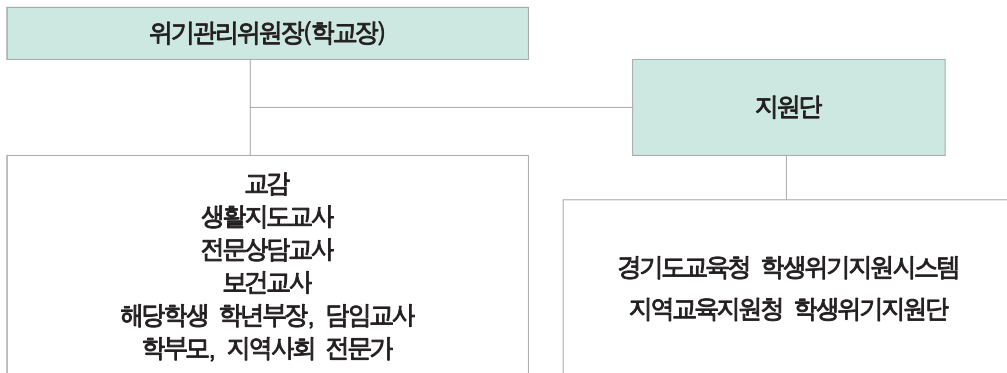 위기관리위원장(학교장)
지원단
교감
생활지도교사
전문상담교사
보건교사
해당학생 학년부장, 담임교사
학부모, 지역사회 전문가
경기도교육청 학생위기지원시스템
지역교육지원청 학생위기지원단